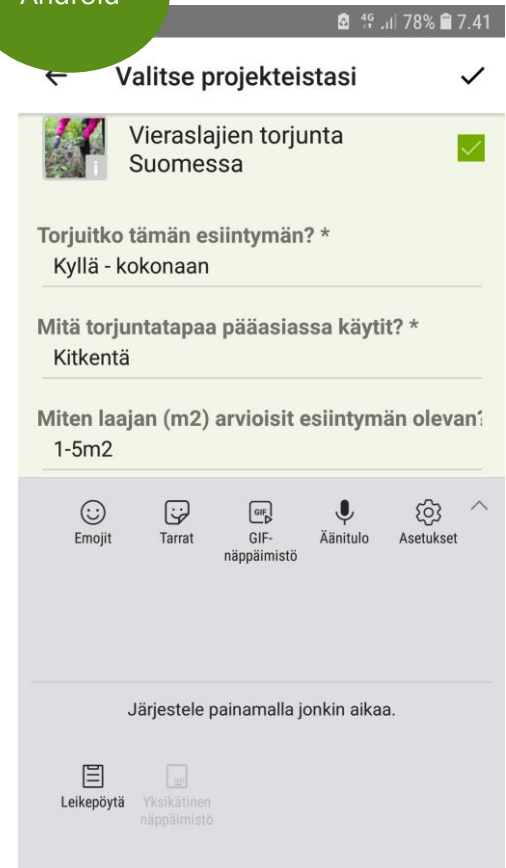 Android
4G 78% 7.41
Valitse projekteistasi
Vieraslajien torjunta
Suomessa
Torjuitko tämän esiintymän? *
Kyllä - kokonaan
Mitä torjuntatapaa pääasiassa käytit? *
Kitkentä
Miten laajan (m2) arvioisit esiintymän olevan?
1-5m2
Emojit
Tarrat
GIF-
näppäimistö
Äänitulo
Asetukset
Järjestele painamalla jonkin aikaa.
Leikepöytä
Yksikätinen
näppäimistö